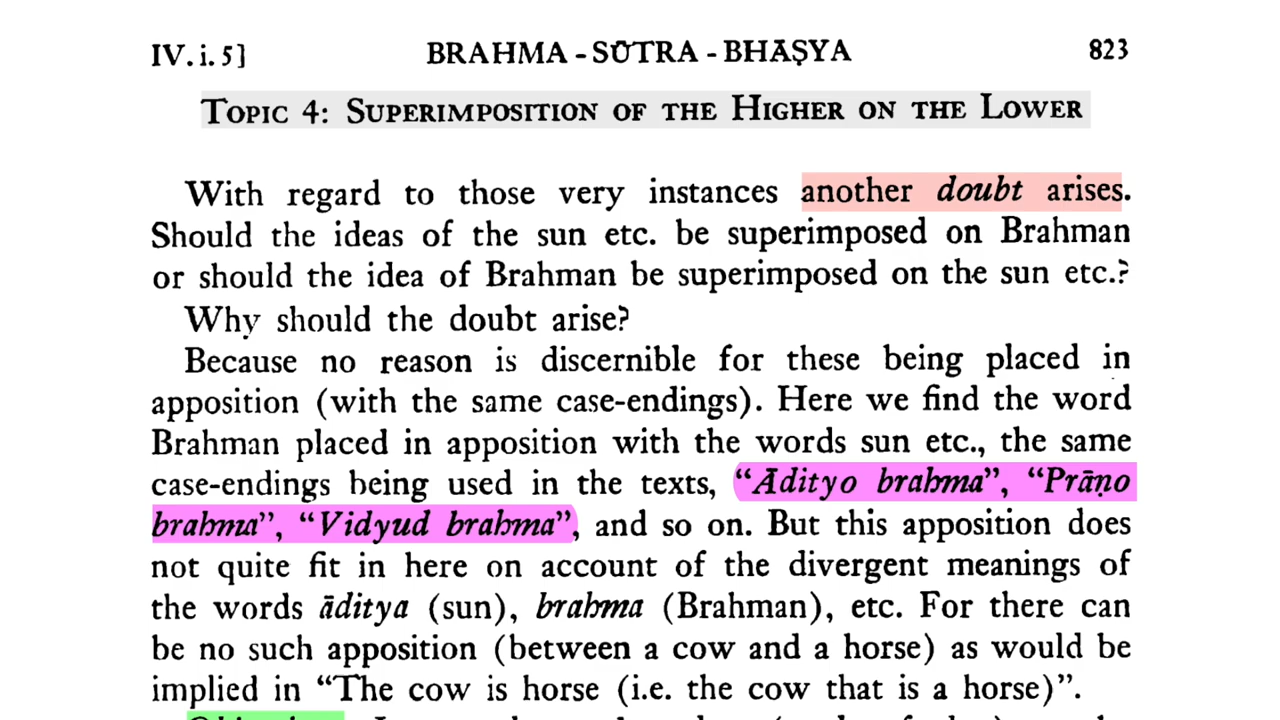 IV. i. 5]
BRAHMA - SŪTRA - BHĀṢYA
823
TOPIC 4: SUPERIMPOSITION OF THE HIGHER ON THE LOWER
With regard to those very instances another doubt arises.
Should the ideas of the sun etc. be superimposed on Brahman
or should the idea of Brahman be superimposed on the sun etc.?
Why should the doubt arise?
Because no reason is discernible for these being placed in
apposition (with the same case-endings). Here we find the word
Brahman placed in apposition with the words sun etc., the same
case-endings being used in the texts, “Ādityo brahma”, “Prāṇo
brahma”, “Vidyud brahma”, and so on. But this apposition does
not quite fit in here on account of the divergent meanings of
the words āditya (sun), brahma (Brahman), etc. For there can
be no such apposition (between a cow and a horse) as would be
implied in “The cow is horse (i.e. the cow that is a horse)”.